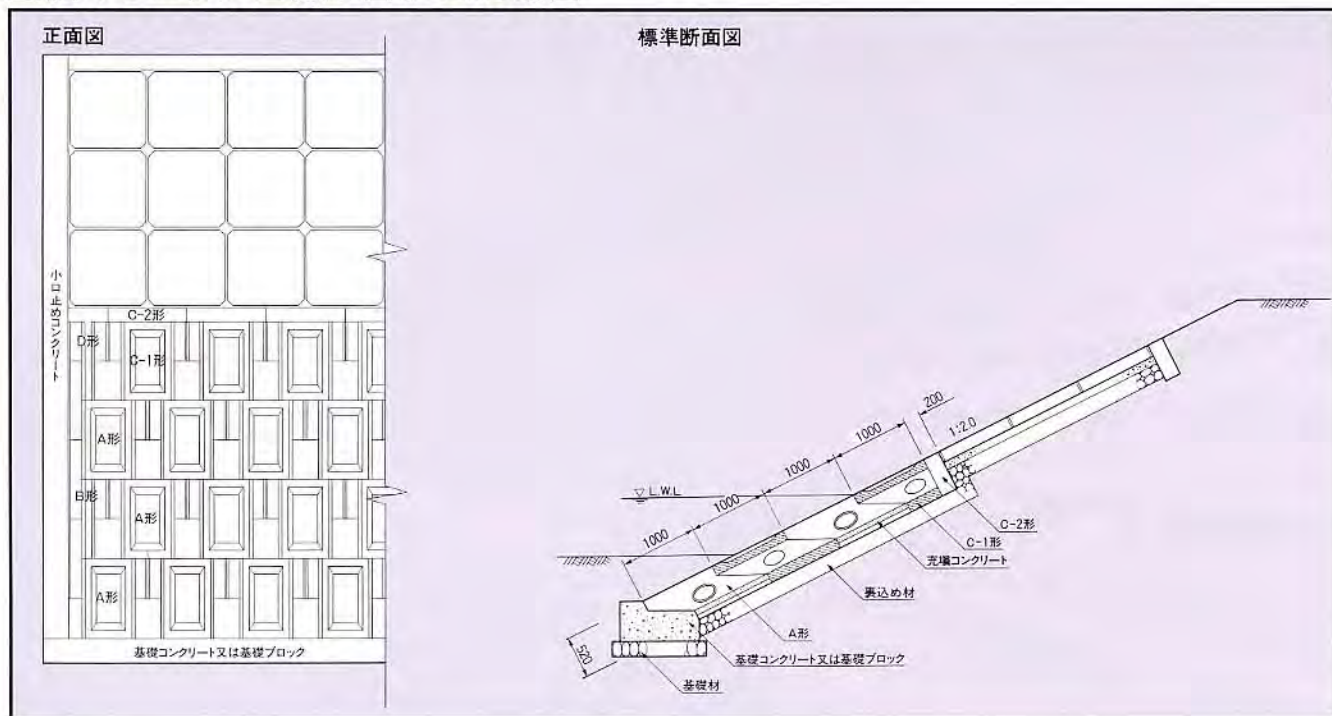 正面図
小口止めコンクリート
C-2形
D形
C-1形
A形
B形
A形
A形
基礎コンクリート又は基礎ブロック
標準断面図
200
1:2.0
1000
1000
1000
1000
L.W.L
C-2形
C-1形
充塡コンクリート
裏込め材
A形
基礎コンクリート又は基礎ブロック
基礎材
520